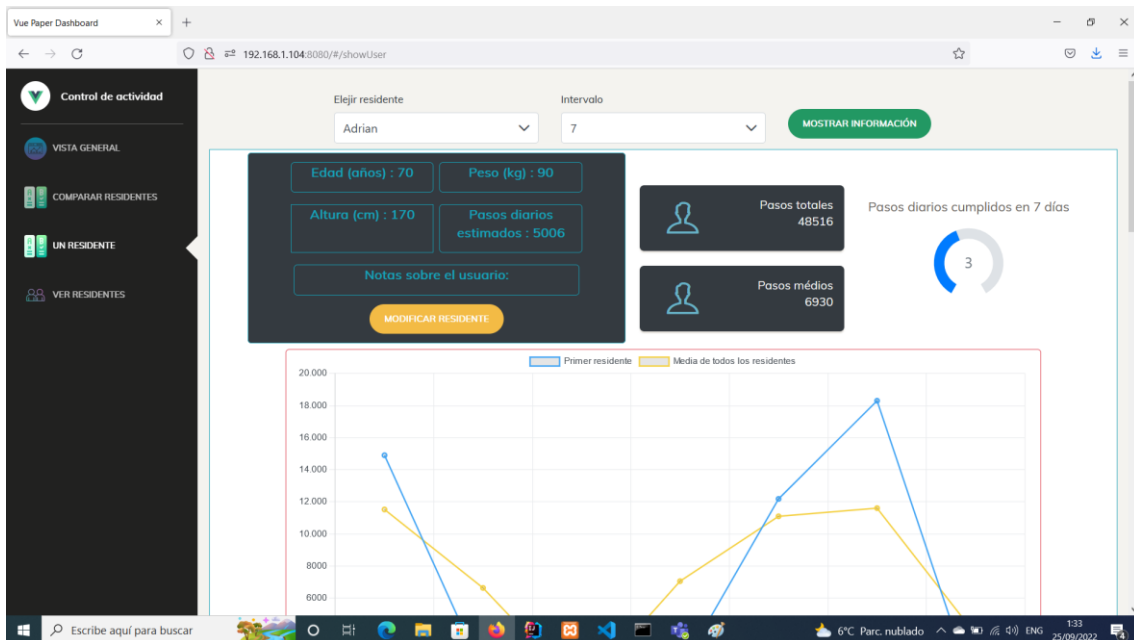 Vue Paper Dashboard
192.168.1.104:8080/#/showUser
Control de actividad
VISTA GENERAL
COMPARAR RESIDENTES
UN RESIDENTE
VER RESIDENTES
Elejir residente
Intervalo
Adrian
7
MOSTRAR INFORMACIÓN
Edad (años) : 70
Peso (kg) : 90
Altura (cm) : 170
Pasos diarios
estimados : 5006
Notas sobre el usuario:
MODIFICAR RESIDENTE
Pasos totales
48516
Pasos médios
6930
Pasos diarios cumplidos en 7 días
3
Primer residente
Media de todos los residentes
20.000
18.000
16.000
14.000
12.000
10.000
8000
6000
Escribe aquí para buscar
6°C Parc. nublado
ENG
1:33
25/09/2022